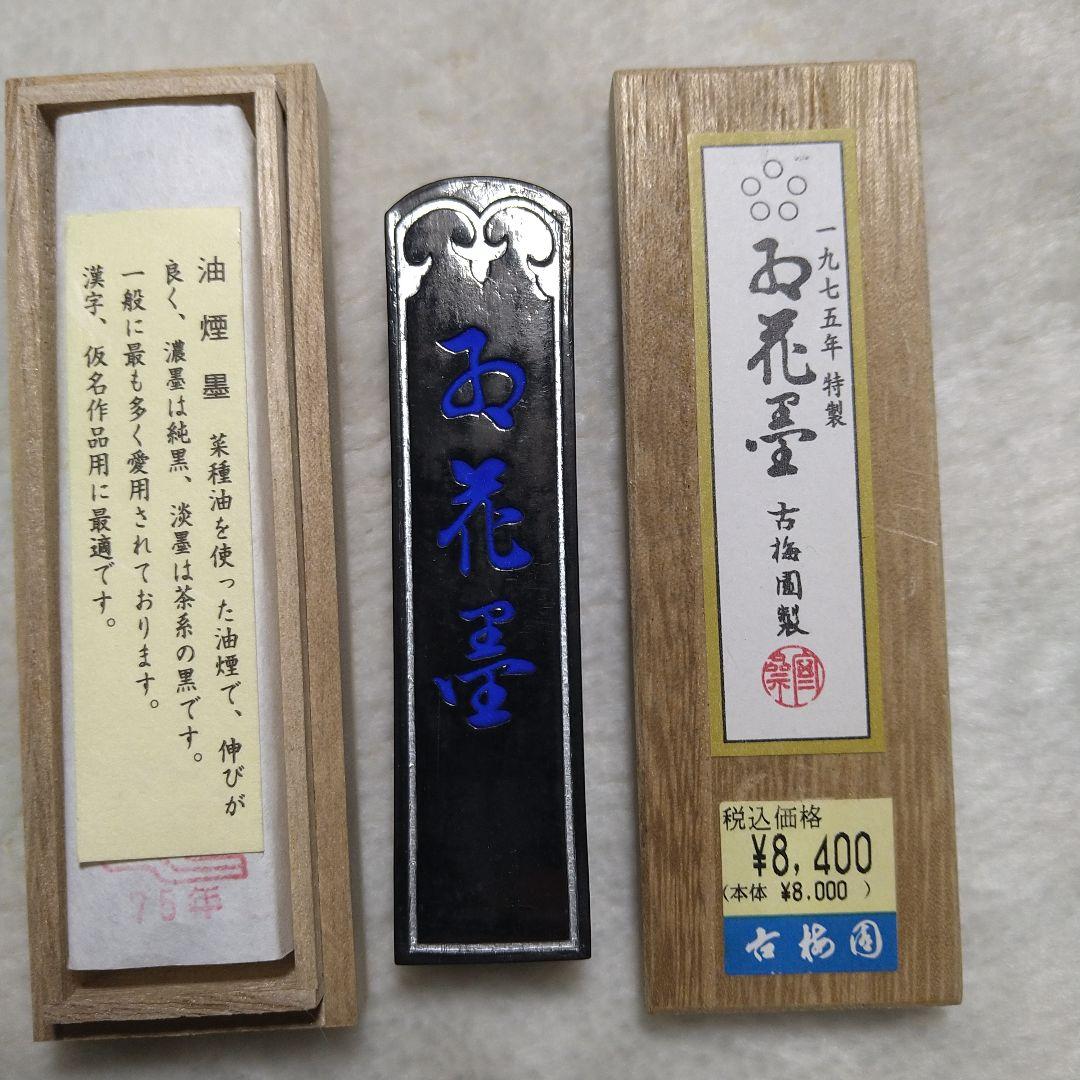 油煙墨 菜種油を使った油煙で、伸びが
良く、濃墨は純黒、淡墨は茶系の黒です。
一般に最も多く愛用されております。
漢字、仮名作品用に最適です。
75年
紅花墨
一九七五年 特製
紅花墨 古梅園製
税込価格
¥8,400
(本体 ¥8.000 )
古梅園